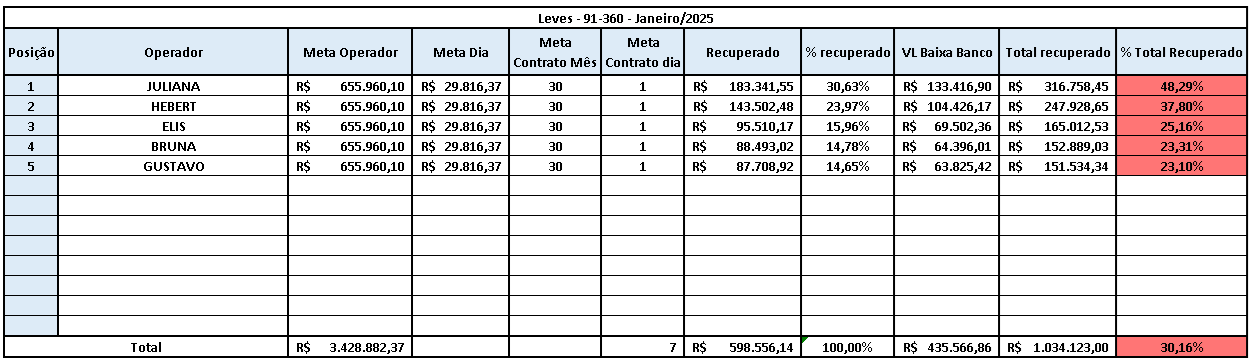 Leves - 91-360 - Janeiro/2025
Posição Operador Meta Operador Meta Dia Meta Contrato Mês Meta Contrato dia Recuperado % recuperado VL Baixa Banco Total recuperado % Total Recuperado
1 JULIANA R$ 655.960,10 R$ 29.816,37 30 1 R$ 183.341,55 30,63% R$ 133.416,90 R$ 316.758,45 48,29%
2 HEBERT R$ 655.960,10 R$ 29.816,37 30 1 R$ 143.502,48 23,97% R$ 104.426,17 R$ 247.928,65 37,80%
3 ELIS R$ 655.960,10 R$ 29.816,37 30 1 R$ 95.510,17 15,96% R$ 69.502,36 R$ 165.012,53 25,16%
4 BRUNA R$ 655.960,10 R$ 29.816,37 30 1 R$ 88.493,02 14,78% R$ 64.396,01 R$ 152.889,03 23,31%
5 GUSTAVO R$ 655.960,10 R$ 29.816,37 30 1 R$ 87.708,92 14,65% R$ 63.825,42 R$ 151.534,34 23,10%
Total R$ 3.428.882,37 7 R$ 598.556,14 100,00% R$ 435.566,86 R$ 1.034.123,00 30,16%